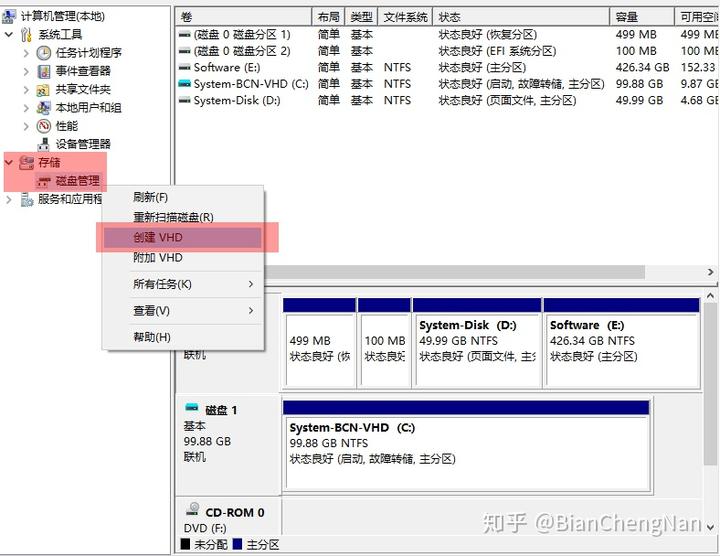 计算机管理(本地)
系统工具
任务计划程序
事件查看器
共享文件夹
本地用户和组
性能
设备管理器
存储
磁盘管理
服务和应用程
刷新(F)
重新扫描磁盘(R)
创建 VHD
附加 VHD
所有任务(K)
查看(V)
帮助(H)
卷 布局 类型 文件系统 状态 容量 可用空间
(磁盘 0 磁盘分区 1) 简单 基本 状态良好 (恢复分区) 499 MB 499 MB
(磁盘 0 磁盘分区 2) 简单 基本 状态良好 (EFI 系统分区) 100 MB 100 MB
Software (E:) 简单 基本 NTFS 状态良好 (主分区) 426.34 GB 152.33
System-BCN-VHD (C:) 简单 基本 NTFS 状态良好 (启动, 故障转储, 主分区) 99.88 GB 9.87 G
System-Disk (D:) 简单 基本 NTFS 状态良好 (页面文件, 主分区) 49.99 GB 4.68 G
联机
499 MB
状态良好 (恢
100 MB
状态良好
System-Disk (D:)
49.99 GB NTFS
状态良好 (页面文件, 主分
Software (E:)
426.34 GB NTFS
状态良好 (主分区)
磁盘 1
基本
99.88 GB
联机
System-BCN-VHD (C:)
99.88 GB NTFS
状态良好 (启动, 故障转储, 主分区)
CD-ROM 0
DVD (F:)
未分配 主分区
知乎 @BianChengNan